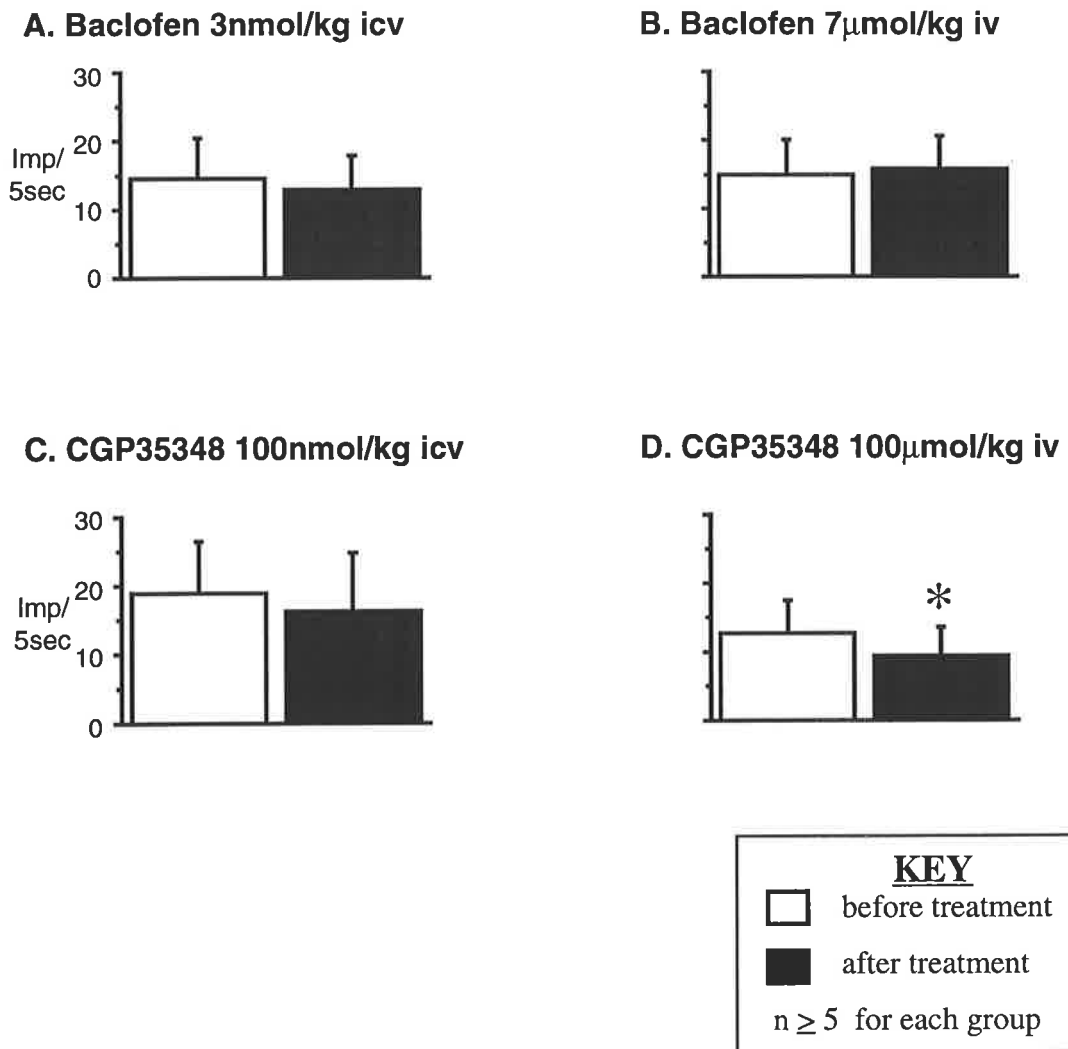 A. Baclofen 3nmol/kg icv
B. Baclofen 7μmol/kg iv
30
20
Imp/
5sec
10
0
C. CGP35348 100nmol/kg icv
D. CGP35348 100μmol/kg iv
30
20
Imp/
5sec
10
0
*
KEY
before treatment
after treatment
n ≥ 5 for each group